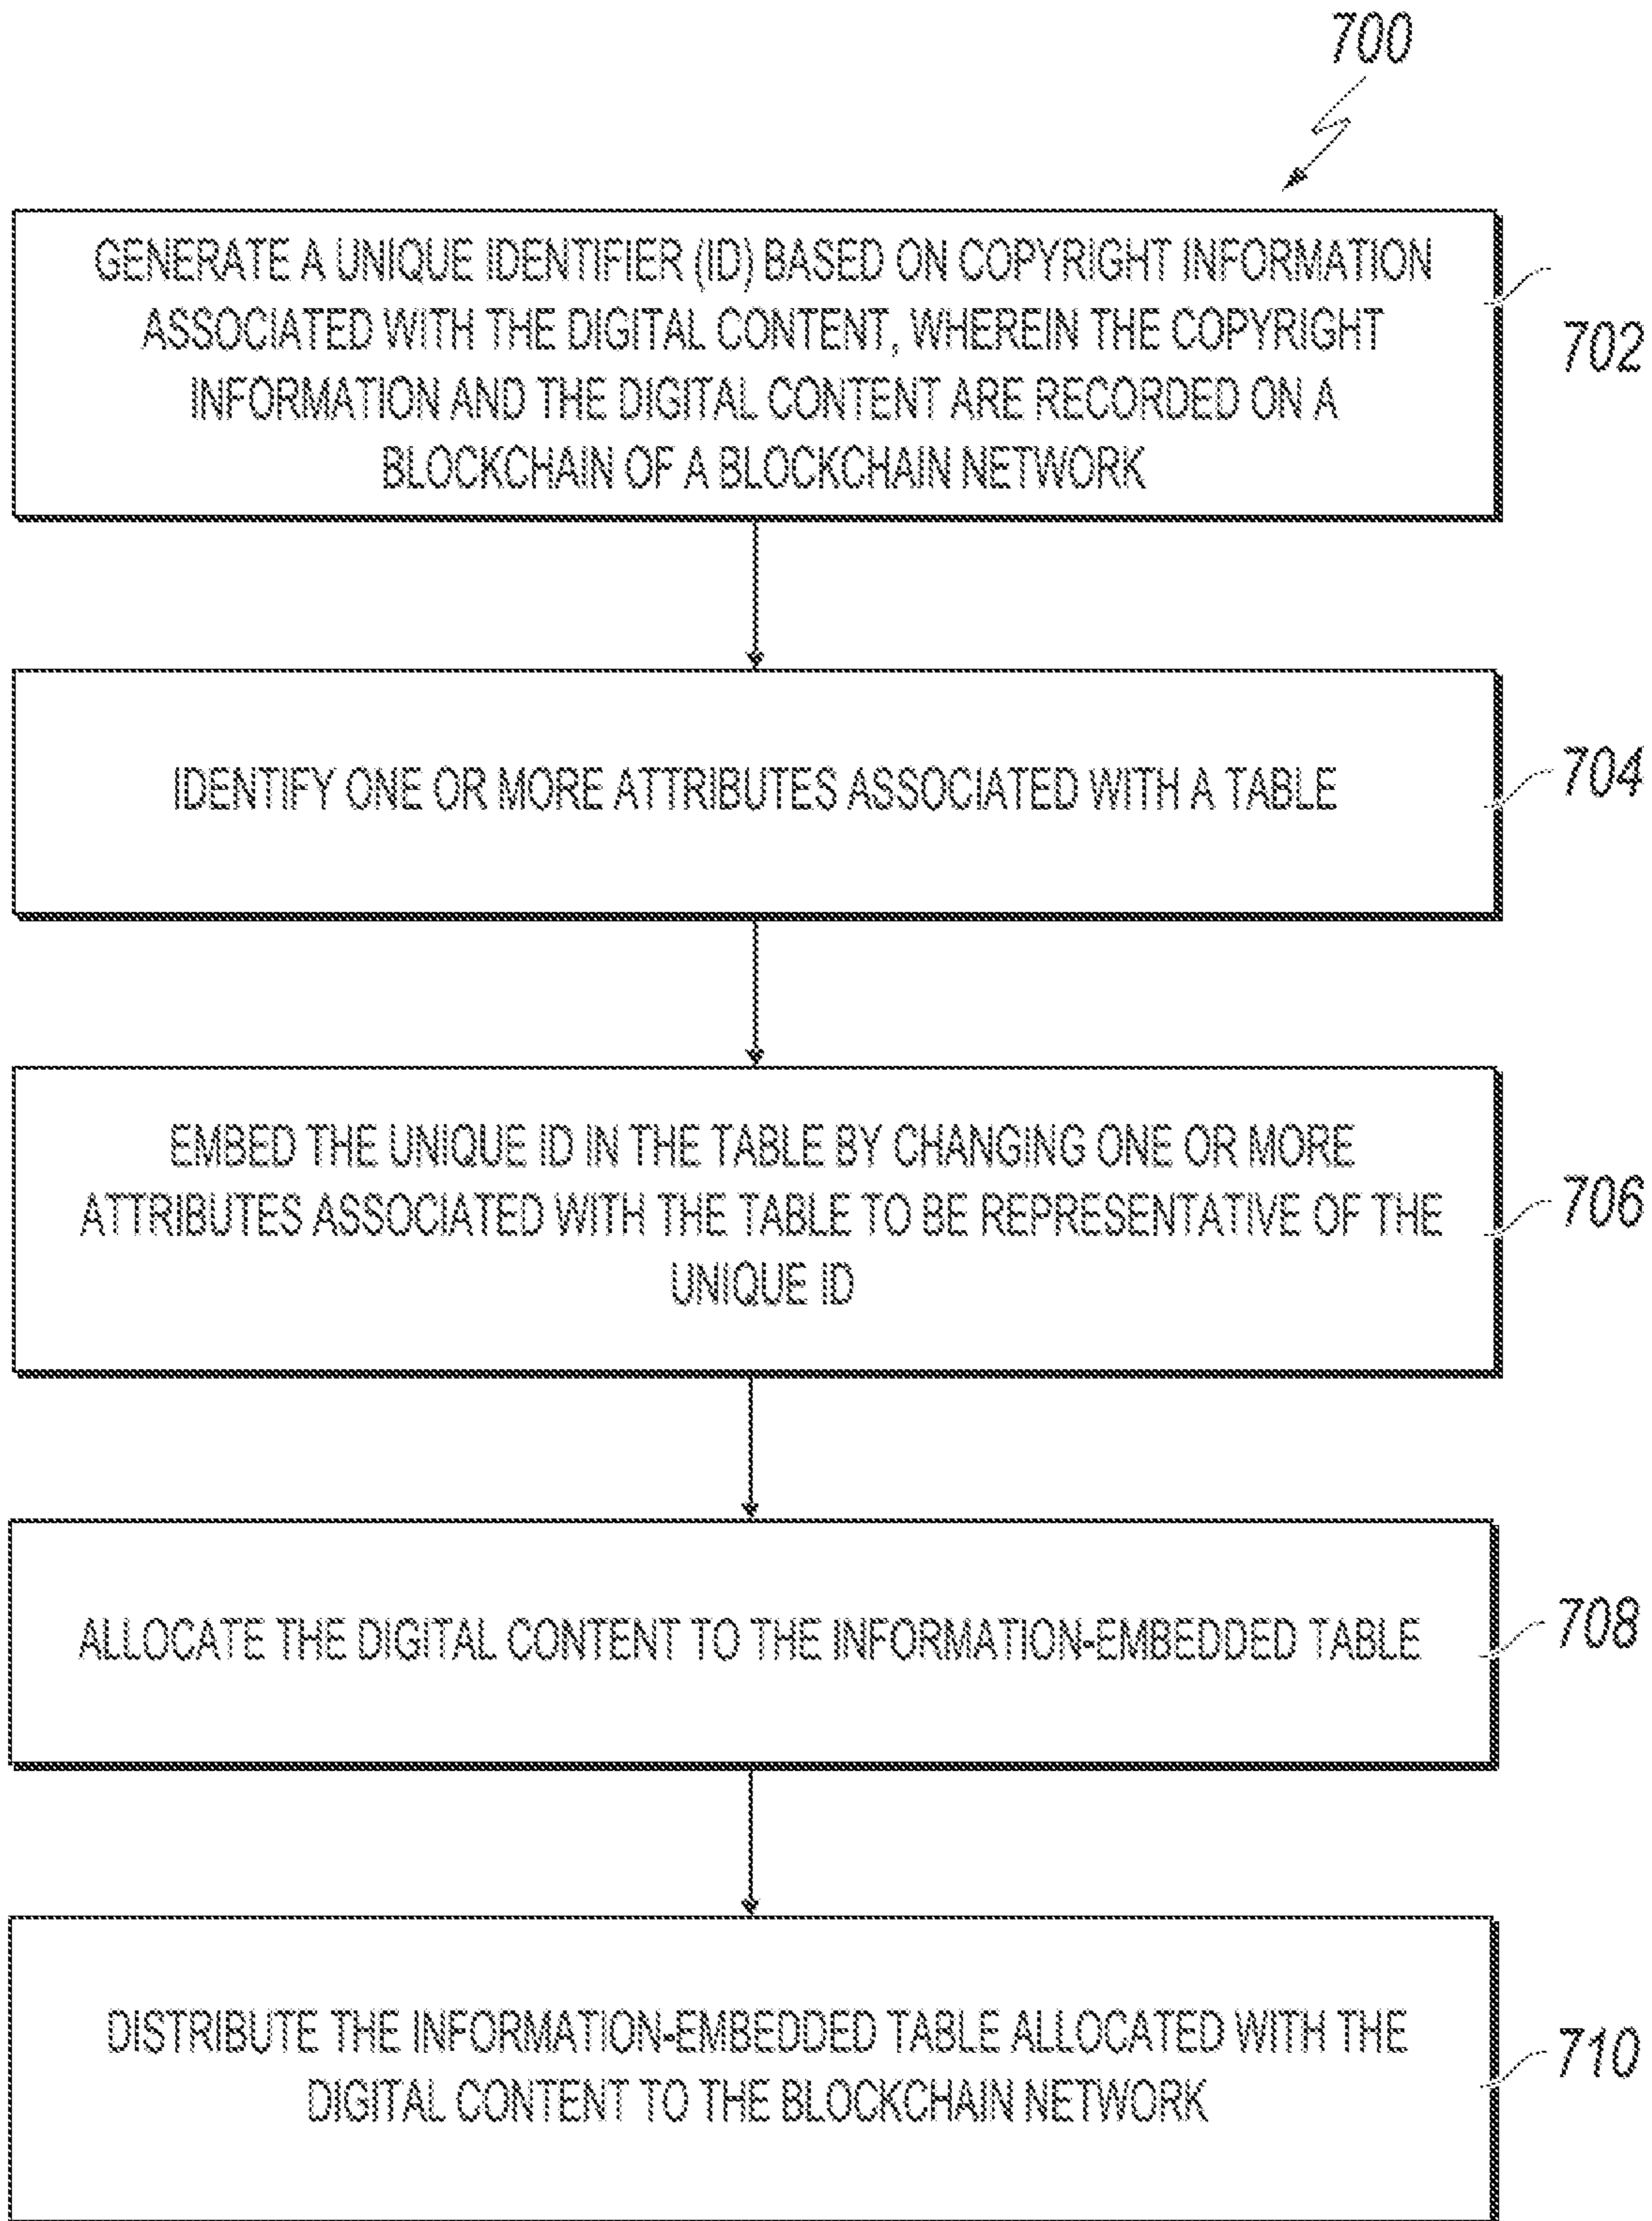 700
GENERATE A UNIQUE IDENTIFIER (ID) BASED ON COPYRIGHT INFORMATION
ASSOCIATED WITH THE DIGITAL CONTENT, WHEREIN THE COPYRIGHT
INFORMATION AND THE DIGITAL CONTENT ARE RECORDED ON A
BLOCKCHAIN OF A BLOCKCHAIN NETWORK
702
IDENTIFY ONE OR MORE ATTRIBUTES ASSOCIATED WITH A TABLE
704
EMBED THE UNIQUE ID IN THE TABLE BY CHANGING ONE OR MORE
ATTRIBUTES ASSOCIATED WITH THE TABLE TO BE REPRESENTATIVE OF THE
UNIQUE ID
706
ALLOCATE THE DIGITAL CONTENT TO THE INFORMATION-EMBEDDED TABLE
708
DISTRIBUTE THE INFORMATION-EMBEDDED TABLE ALLOCATED WITH THE
DIGITAL CONTENT TO THE BLOCKCHAIN NETWORK
710